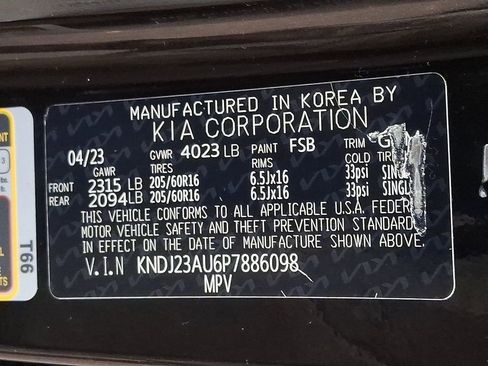 MANUFACTURED IN KOREA BY
KIA CORPORATION
04/23 GVWR 4023 LB PAINT FSB TRIM
GAWR TIRES RIMS COLD
FRONT 2315 LB 205/60R16 6.5Jx16 33psi
REAR 2094 LB 205/60R16 6.5Jx16 33psi
THIS VEHICLE CONFORMS TO ALL APPLICABLE U.S.A.
MOTOR VEHICLE SAFETY AND THEFT PREVENTION
IN EFFECT ON THE DATE OF MANUFACTURE SHOWN ABOVE.
V.I.N KNDJ23AU6P7886098
MPV
T66